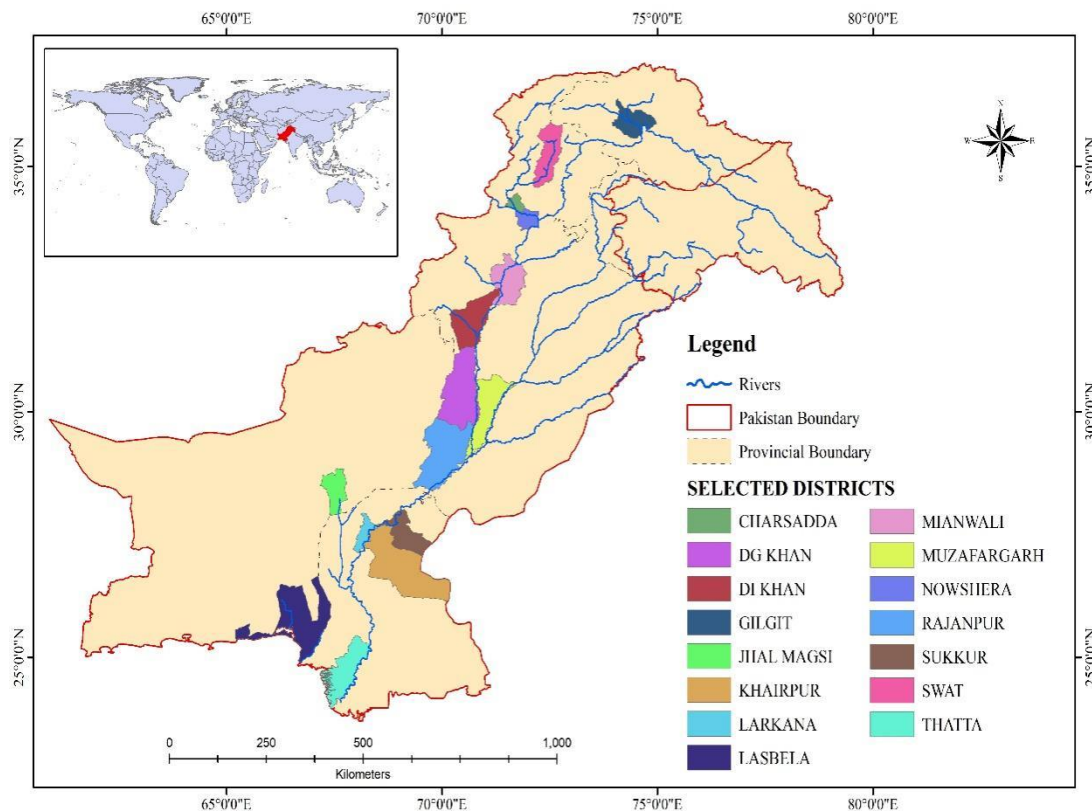 65°0'0"E 70°0'0"E 75°0'0"E 80°0'0"E
35°0'0"N
30°0'0"N
25°0'0"N
N
W E
S
35°0'0"N
30°0'0"N
25°0'0"N
Legend
Rivers
Pakistan Boundary
Provincial Boundary
SELECTED DISTRICTS
CHARSADDA
DG KHAN
DI KHAN
GILGIT
JHAL MAGSI
KHAIRPUR
LARKANA
LASBELA
MIANWALI
MUZAFARGARH
NOWSHERA
RAJANPUR
SUKKUR
SWAT
THATTA
0 250 500 1,000
Kilometers
65°0'0"E 70°0'0"E 75°0'0"E 80°0'0"E